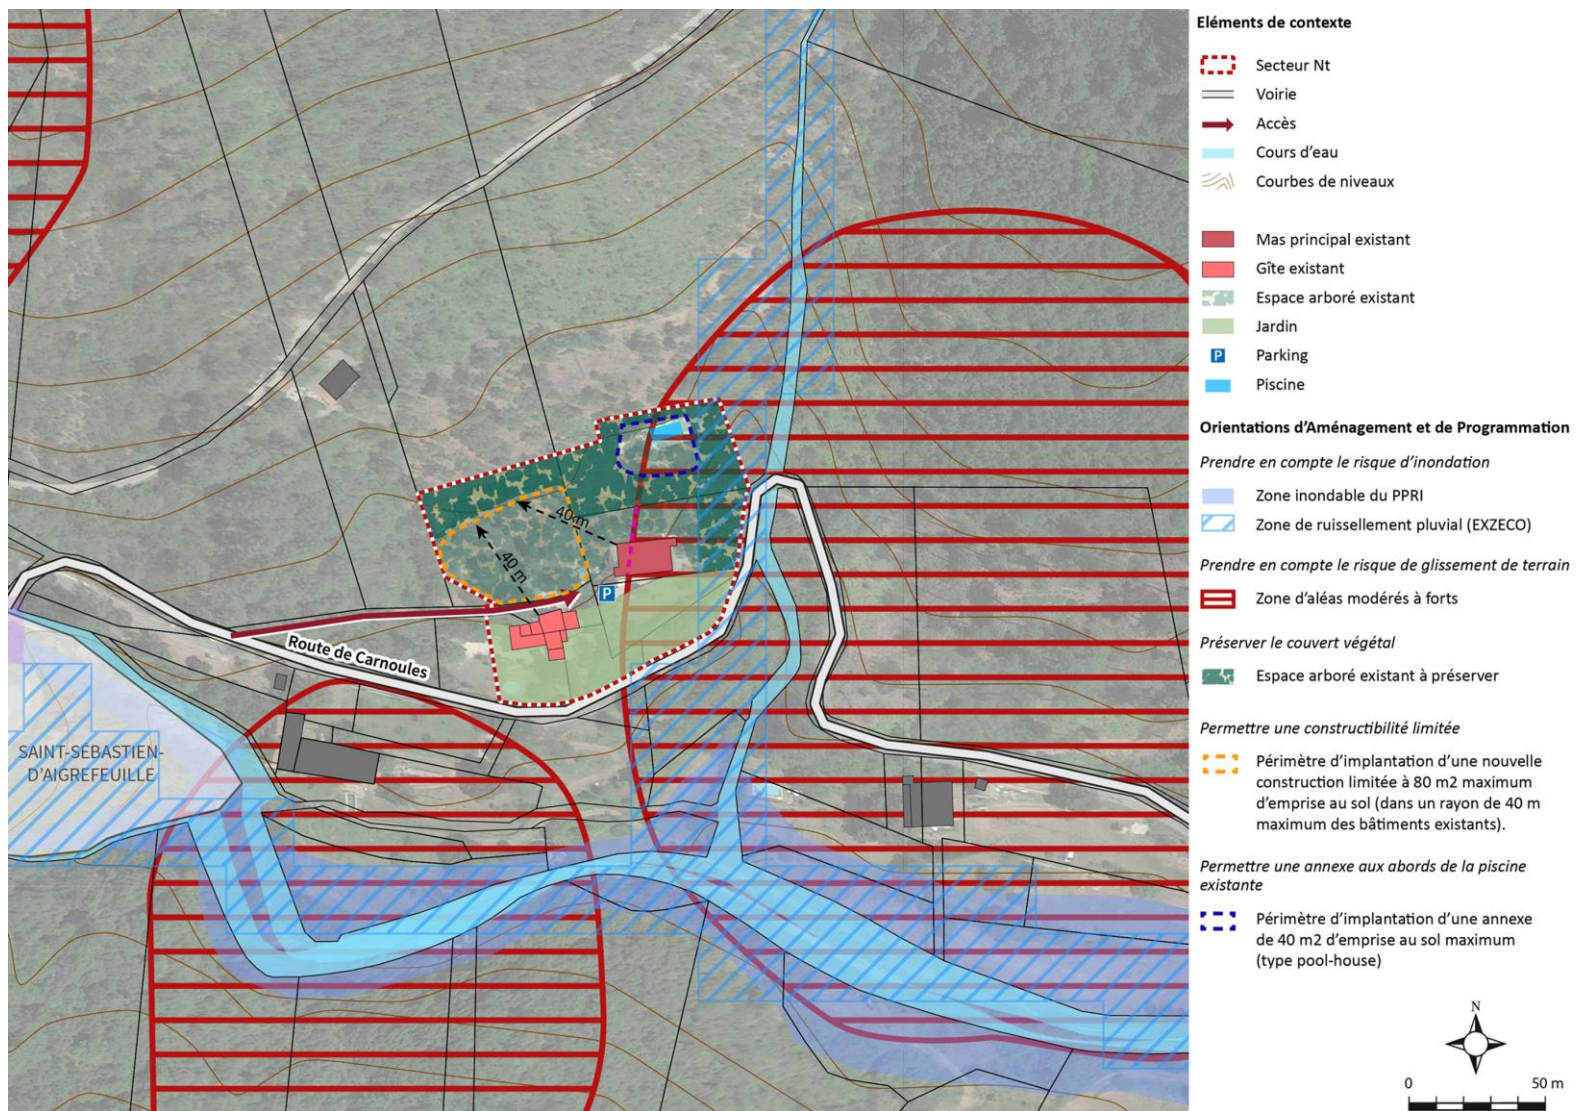 40 m
40 m
P
Route de Carnoules
SAINT-SÉBASTIEN-
D'AIGREFEUILLE
Eléments de contexte
Secteur Nt
Voirie
Accès
Cours d'eau
Courbes de niveaux
Mas principal existant
Gîte existant
Espace arboré existant
Jardin
P Parking
Piscine
Orientations d'Aménagement et de Programmation
Prendre en compte le risque d'inondation
Zone inondable du PPRI
Zone de ruissellement pluvial (EXZECO)
Prendre en compte le risque de glissement de terrain
Zone d'aléas modérés à forts
Préserver le couvert végétal
Espace arboré existant à préserver
Permettre une constructibilité limitée
Périmètre d'implantation d'une nouvelle
construction limitée à 80 m2 maximum
d'emprise au sol (dans un rayon de 40 m
maximum des bâtiments existants).
Permettre une annexe aux abords de la piscine
existante
Périmètre d'implantation d'une annexe
de 40 m2 d'emprise au sol maximum
(type pool-house)
N
0 50 m